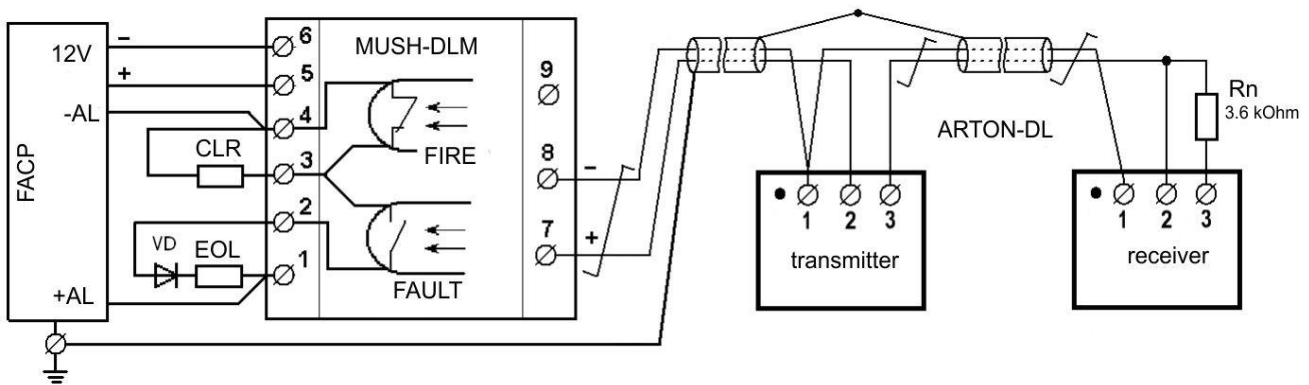 FACP
12V
−
+
-AL
+AL
6
5
4
3
2
1
CLR
VD
EOL
MUSH-DLM
FIRE
FAULT
9
8
7
−
+
ARTON-DL
1
2
3
transmitter
1
2
3
receiver
Rn
3.6 kOhm